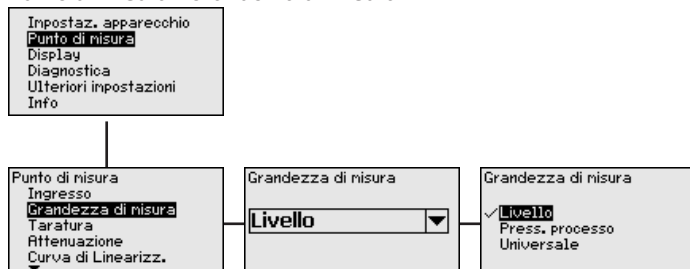 Impostaz. apparecchio
Punto di misura
Display
Diagnostica
Ulteriori impostazioni
Info
Punto di misura
Ingresso
Grandezza di misura
Taratura
Attenuazione
Curva di Linearizz.
Grandezza di misura
Livello
Grandezza di misura
Livello
Press. processo
Universale